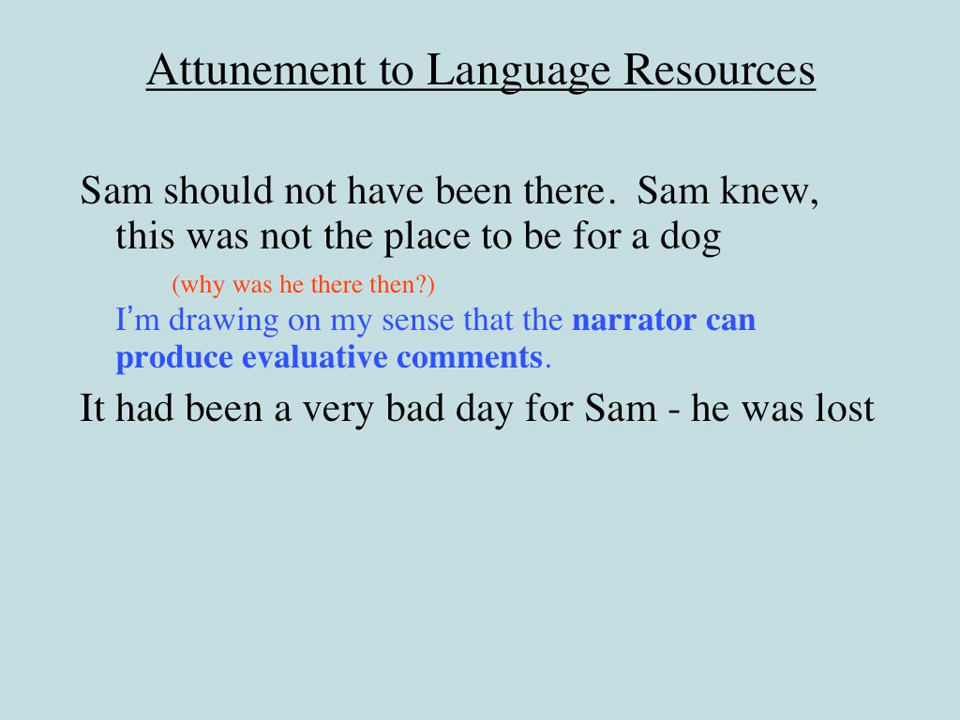 Attunement to Language Resources
Sam should not have been there.  Sam knew,
this was not the place to be for a dog
(why was he there then?)
I’m drawing on my sense that the narrator can
produce evaluative comments.
It had been a very bad day for Sam - he was lost